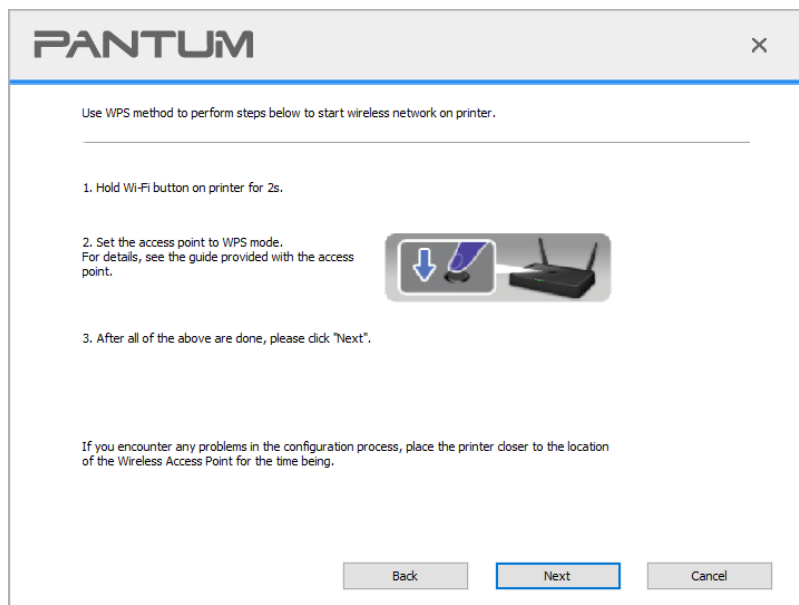 PANTUM
Use WPS method to perform steps below to start wireless network on printer.
1. Hold Wi-Fi button on printer for 2s.
2. Set the access point to WPS mode.
For details, see the guide provided with the access
point.
3. After all of the above are done, please click "Next".
If you encounter any problems in the configuration process, place the printer closer to the location
of the Wireless Access Point for the time being.
Back
Next
Cancel